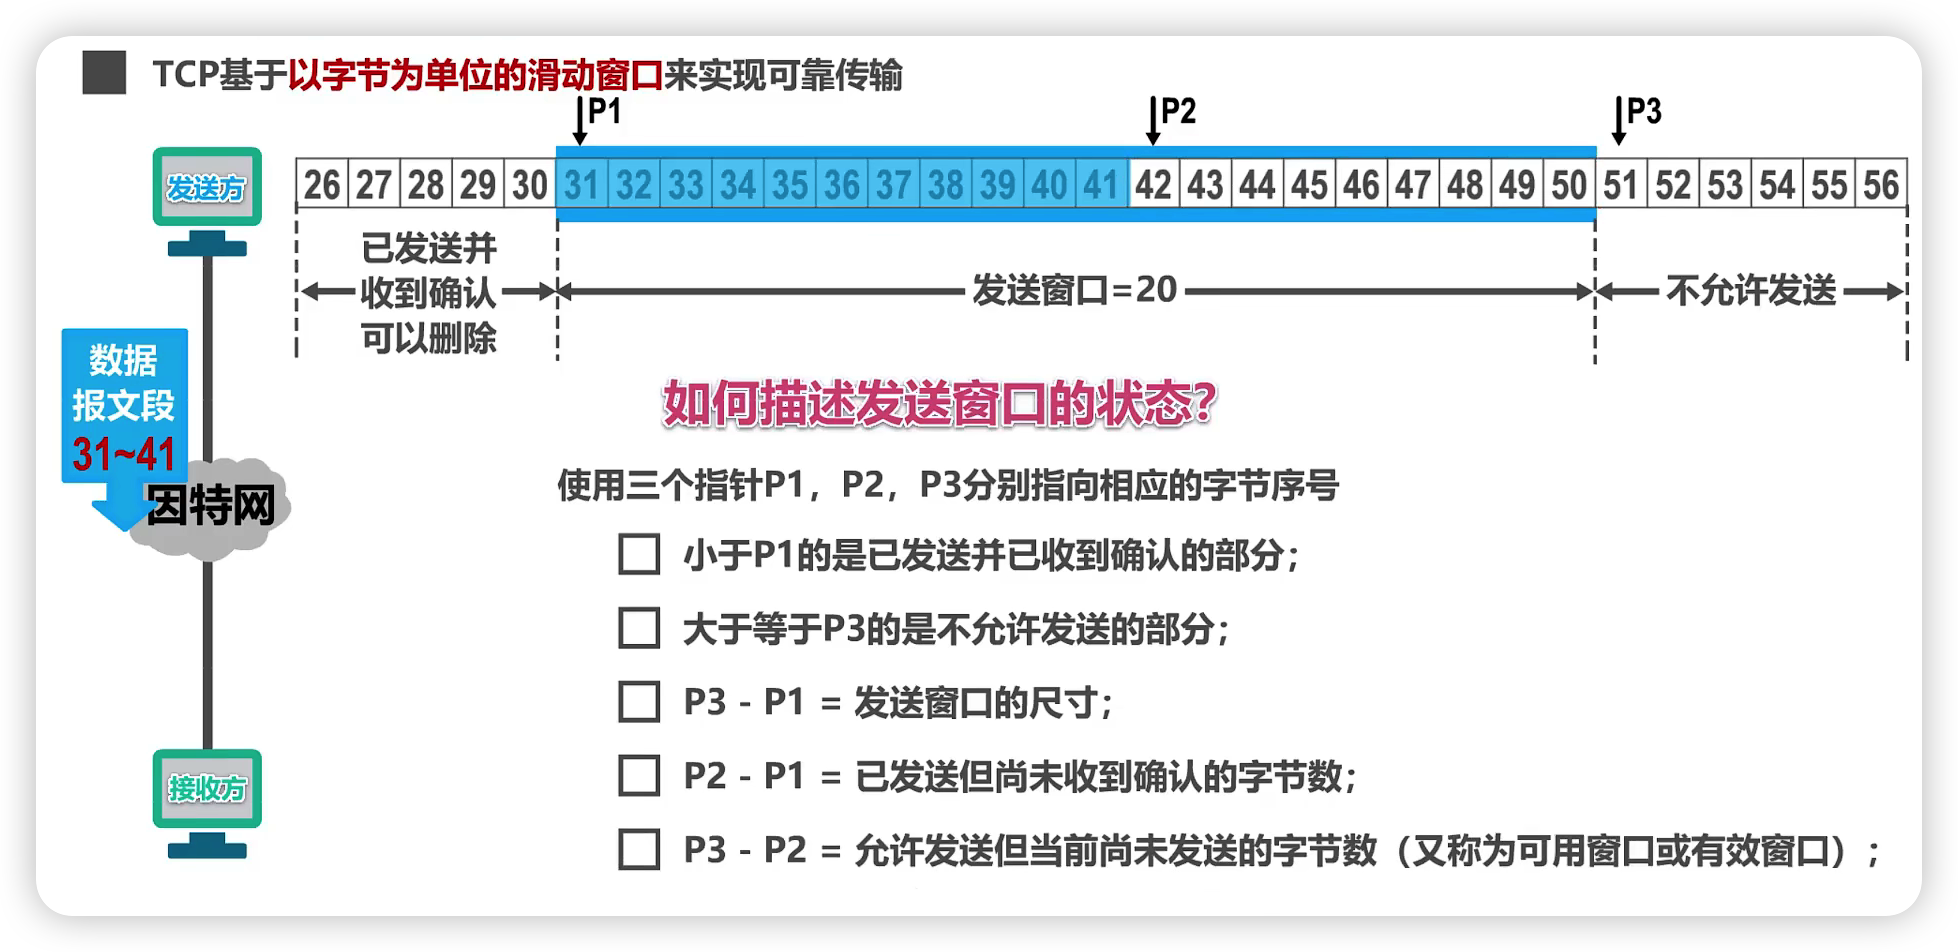 TCP基于以字节为单位的滑动窗口来实现可靠传输
P1 P2 P3
发送方
26 27 28 29 30 31 32 33 34 35 36 37 38 39 40 41 42 43 44 45 46 47 48 49 50 51 52 53 54 55 56
已发送并
收到确认
可以删除
发送窗口=20
不允许发送
数据
报文段
31~41
因特网
接收方
如何描述发送窗口的状态?
使用三个指针P1，P2，P3分别指向相应的字节序号
小于P1的是已发送并已收到确认的部分；
大于等于P3的是不允许发送的部分；
P3 - P1 = 发送窗口的尺寸；
P2 - P1 = 已发送但尚未收到确认的字节数；
P3 - P2 = 允许发送但当前尚未发送的字节数（又称为可用窗口或有效窗口）；